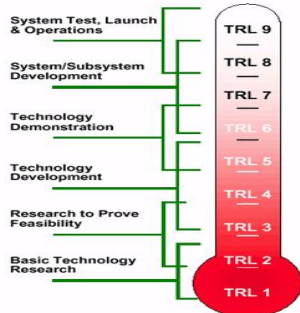 System Test, Launch
& Operations
System/Subsystem
Development
Technology
Demonstration
Technology
Development
Research to Prove
Feasibility
Basic Technology
Research
TRL 9
TRL 8
TRL 7
TRL 6
TRL 5
TRL 4
TRL 3
TRL 2
TRL 1